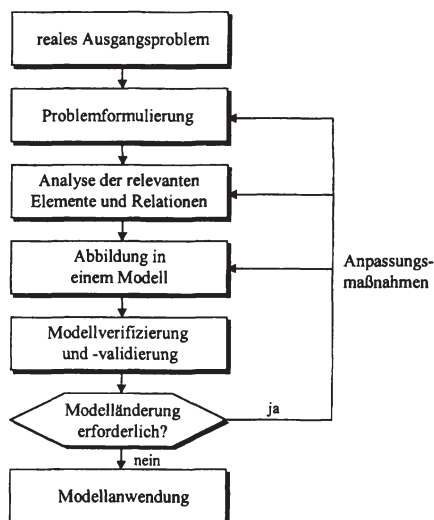 reales Ausgangsproblem
Problemformulierung
Analyse der relevanten
Elemente und Relationen
Abbildung in
einem Modell
Anpassungs-
maßnahmen
Modellverifizierung
und -validierung
Modelländerung
erforderlich?
ja
nein
Modellanwendung